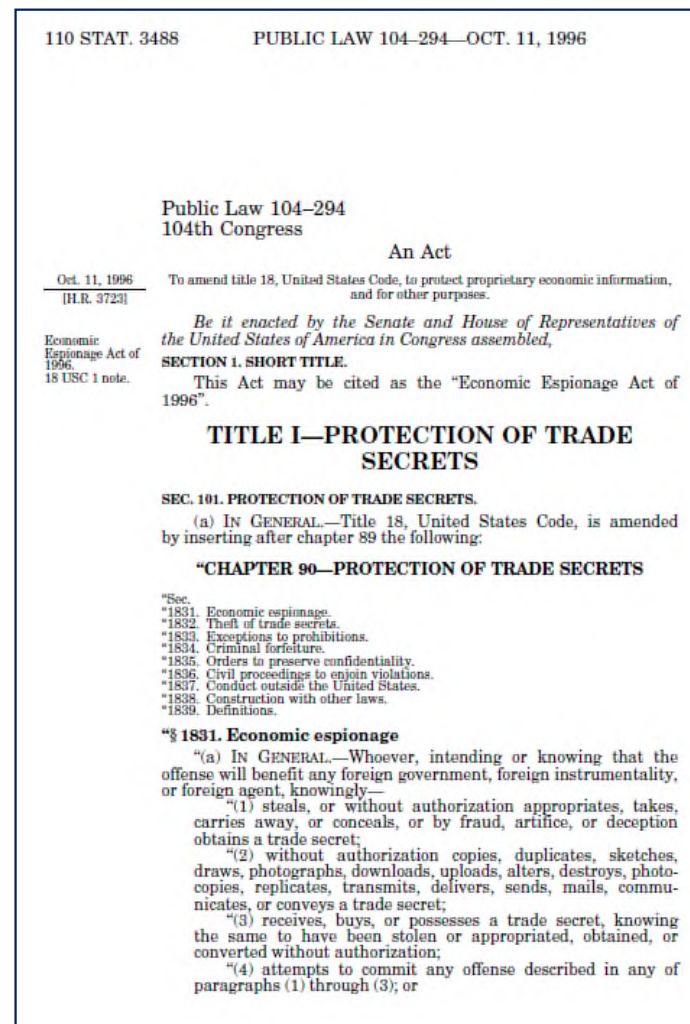 110 STAT. 3488 PUBLIC LAW 104–294—OCT. 11, 1996
Public Law 104–294
104th Congress
An Act
Oct. 11, 1996
[H.R. 3723]
To amend title 18, United States Code, to protect proprietary economic information,
and for other purposes.
Be it enacted by the Senate and House of Representatives of
the United States of America in Congress assembled,
Economic
Espionage Act of
1996.
18 USC 1 note.
SECTION 1. SHORT TITLE.
This Act may be cited as the “Economic Espionage Act of
1996”.
TITLE I—PROTECTION OF TRADE
SECRETS
SEC. 101. PROTECTION OF TRADE SECRETS.
(a) IN GENERAL.—Title 18, United States Code, is amended
by inserting after chapter 89 the following:
“CHAPTER 90—PROTECTION OF TRADE SECRETS
“Sec.
“1831. Economic espionage.
“1832. Theft of trade secrets.
“1833. Exceptions to prohibitions.
“1834. Criminal forfeiture.
“1835. Orders to preserve confidentiality.
“1836. Civil proceedings to enjoin violations.
“1837. Conduct outside the United States.
“1838. Construction with other laws.
“1839. Definitions.
“§ 1831. Economic espionage
“(a) IN GENERAL.—Whoever, intending or knowing that the
offense will benefit any foreign government, foreign instrumentality,
or foreign agent, knowingly—
“(1) steals, or without authorization appropriates, takes,
carries away, or conceals, or by fraud, artifice, or deception
obtains a trade secret;
“(2) without authorization copies, duplicates, sketches,
draws, photographs, downloads, uploads, alters, destroys, photo-
copies, replicates, transmits, delivers, sends, mails, commu-
nicates, or conveys a trade secret;
“(3) receives, buys, or possesses a trade secret, knowing
the same to have been stolen or appropriated, obtained, or
converted without authorization;
“(4) attempts to commit any offense described in any of
paragraphs (1) through (3); or